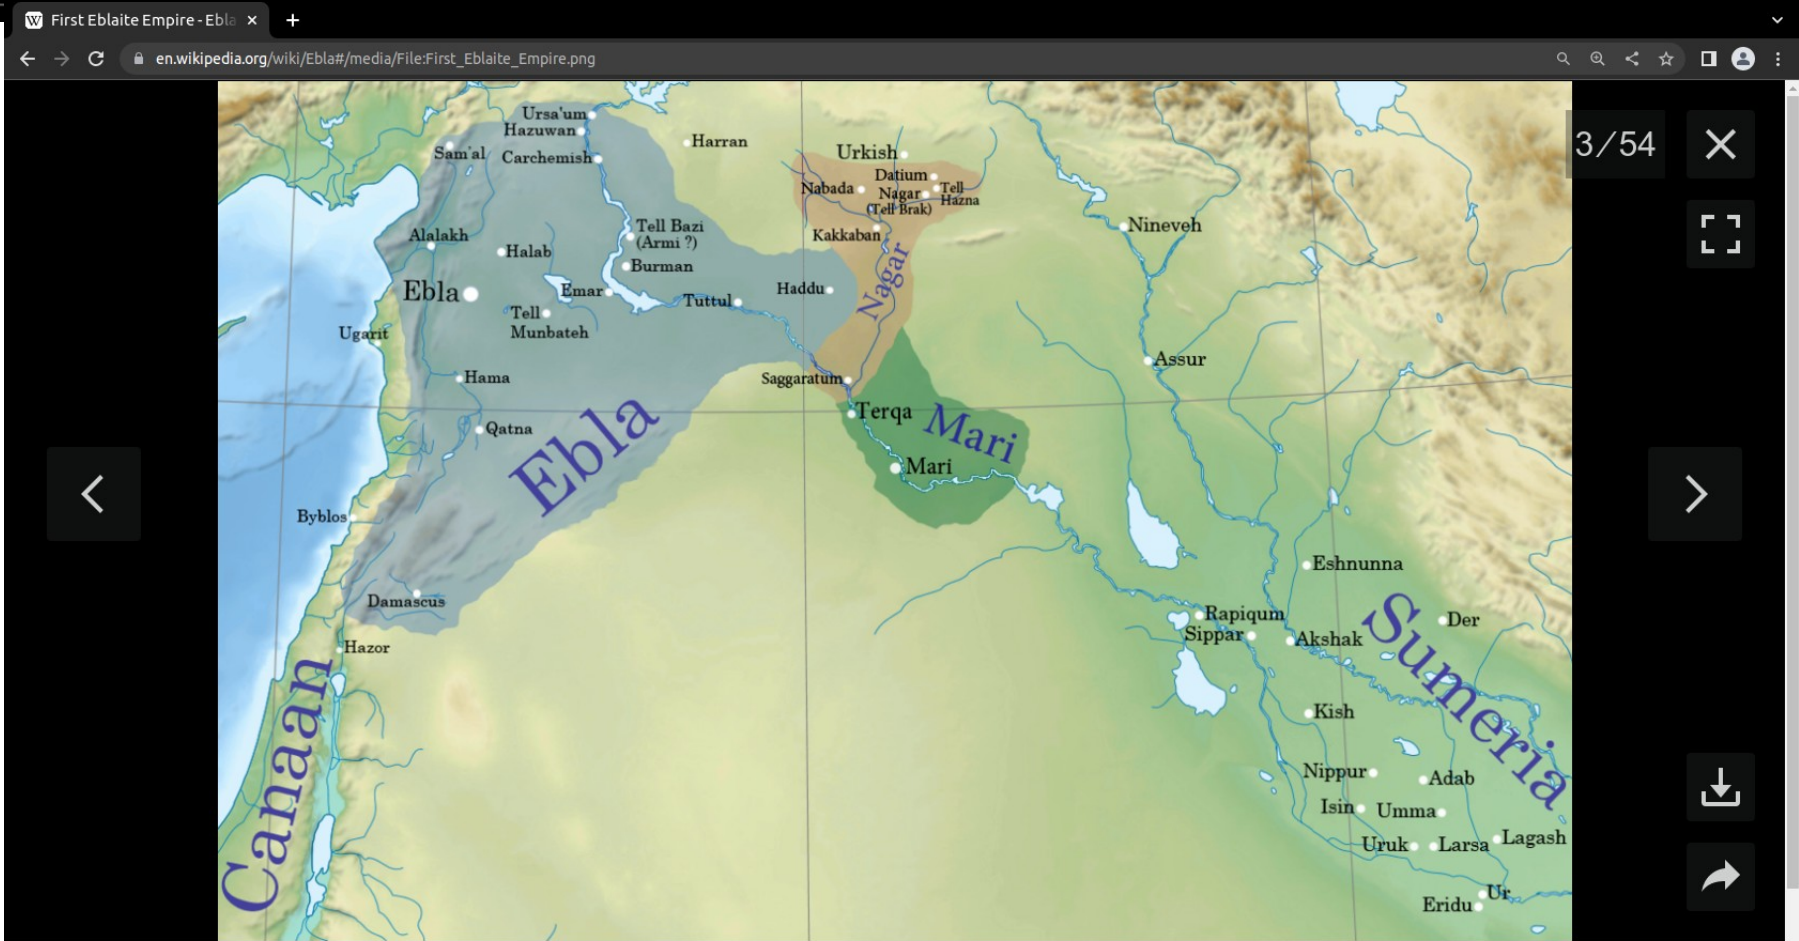 First Eblaite Empire - Ebla
en.wikipedia.org/wiki/Ebla#/media/File:First_Eblaite_Empire.png
3/54
Ursa'um
Hazuwan
Carchemish
Sam'al
Harran
Urkish
Datium
Nabada
Nagar
(Tell Brak)
Tell
Hazna
Kakkaban
Nagar
Nineveh
Alalakh
Halab
Tell Bazi
(Armi ?)
Burman
Ebla
Emar
Tuttul
Haddu
Tell
Munbateh
Ugarit
Assur
Hama
Saggaratum
Terqa
Mari
Qatna
Ebla
Mari
Byblos
Eshnunna
Damascus
Rapiqum
Sippar
Akshak
Der
Sumeria
Hazor
Canaan
Kish
Nippur
Adab
Isin
Umma
Uruk
Larsa
Lagash
Ur
Eridu